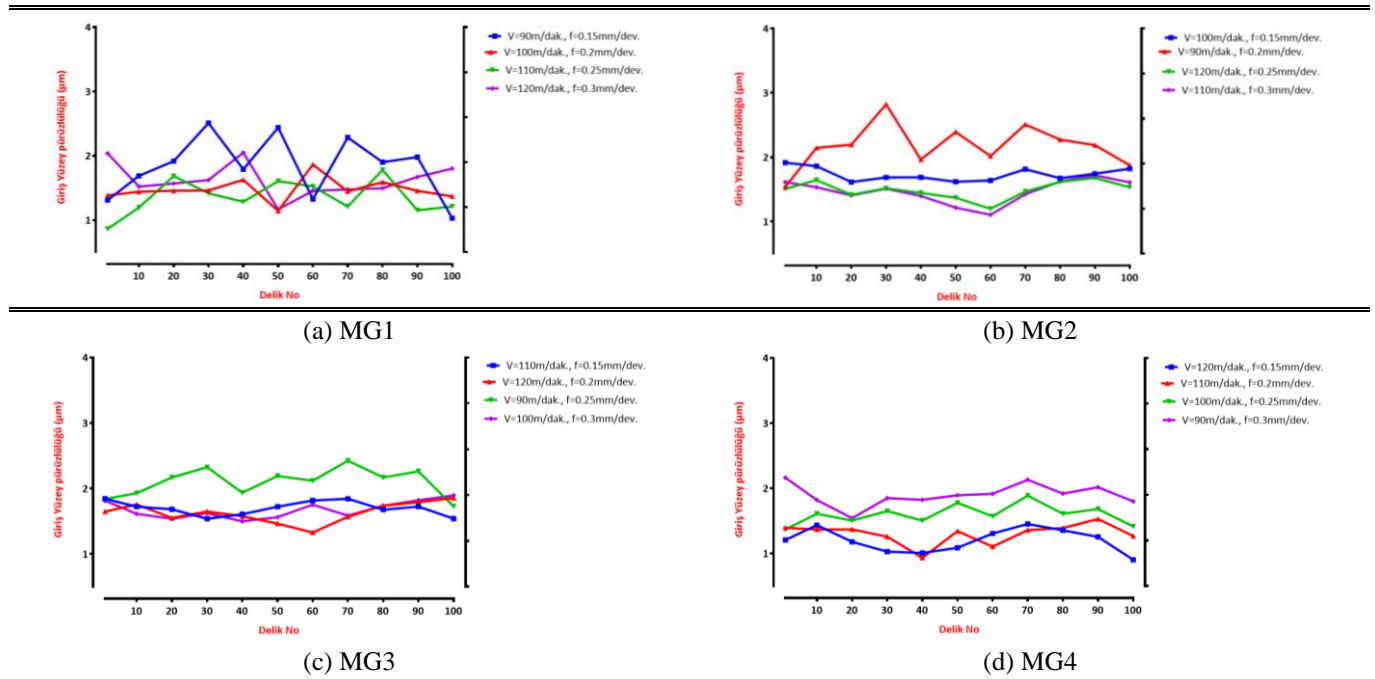 4
3
2
1
Giriş Yüzey pürüzlülüğü (µm)
10 20 30 40 50 60 70 80 90 100
Delik No
V=90m/dak., f=0.15mm/dev.
V=100m/dak., f=0.2mm/dev.
V=110m/dak., f=0.25mm/dev.
V=120m/dak., f=0.3mm/dev.
4
3
2
1
Giriş Yüzey pürüzlülüğü (µm)
10 20 30 40 50 60 70 80 90 100
Delik No
V=100m/dak., f=0.15mm/dev.
V=90m/dak., f=0.2mm/dev.
V=120m/dak., f=0.25mm/dev.
V=110m/dak., f=0.3mm/dev.
(a) MG1
(b) MG2
4
3
2
1
Giriş Yüzey pürüzlülüğü (µm)
10 20 30 40 50 60 70 80 90 100
Delik No
V=110m/dak., f=0.15mm/dev.
V=120m/dak., f=0.2mm/dev.
V=90m/dak., f=0.25mm/dev.
V=100m/dak., f=0.3mm/dev.
4
3
2
1
Giriş Yüzey pürüzlülüğü (µm)
10 20 30 40 50 60 70 80 90 100
Delik No
V=120m/dak., f=0.15mm/dev.
V=110m/dak., f=0.2mm/dev.
V=100m/dak., f=0.25mm/dev.
V=90m/dak., f=0.3mm/dev.
(c) MG3
(d) MG4